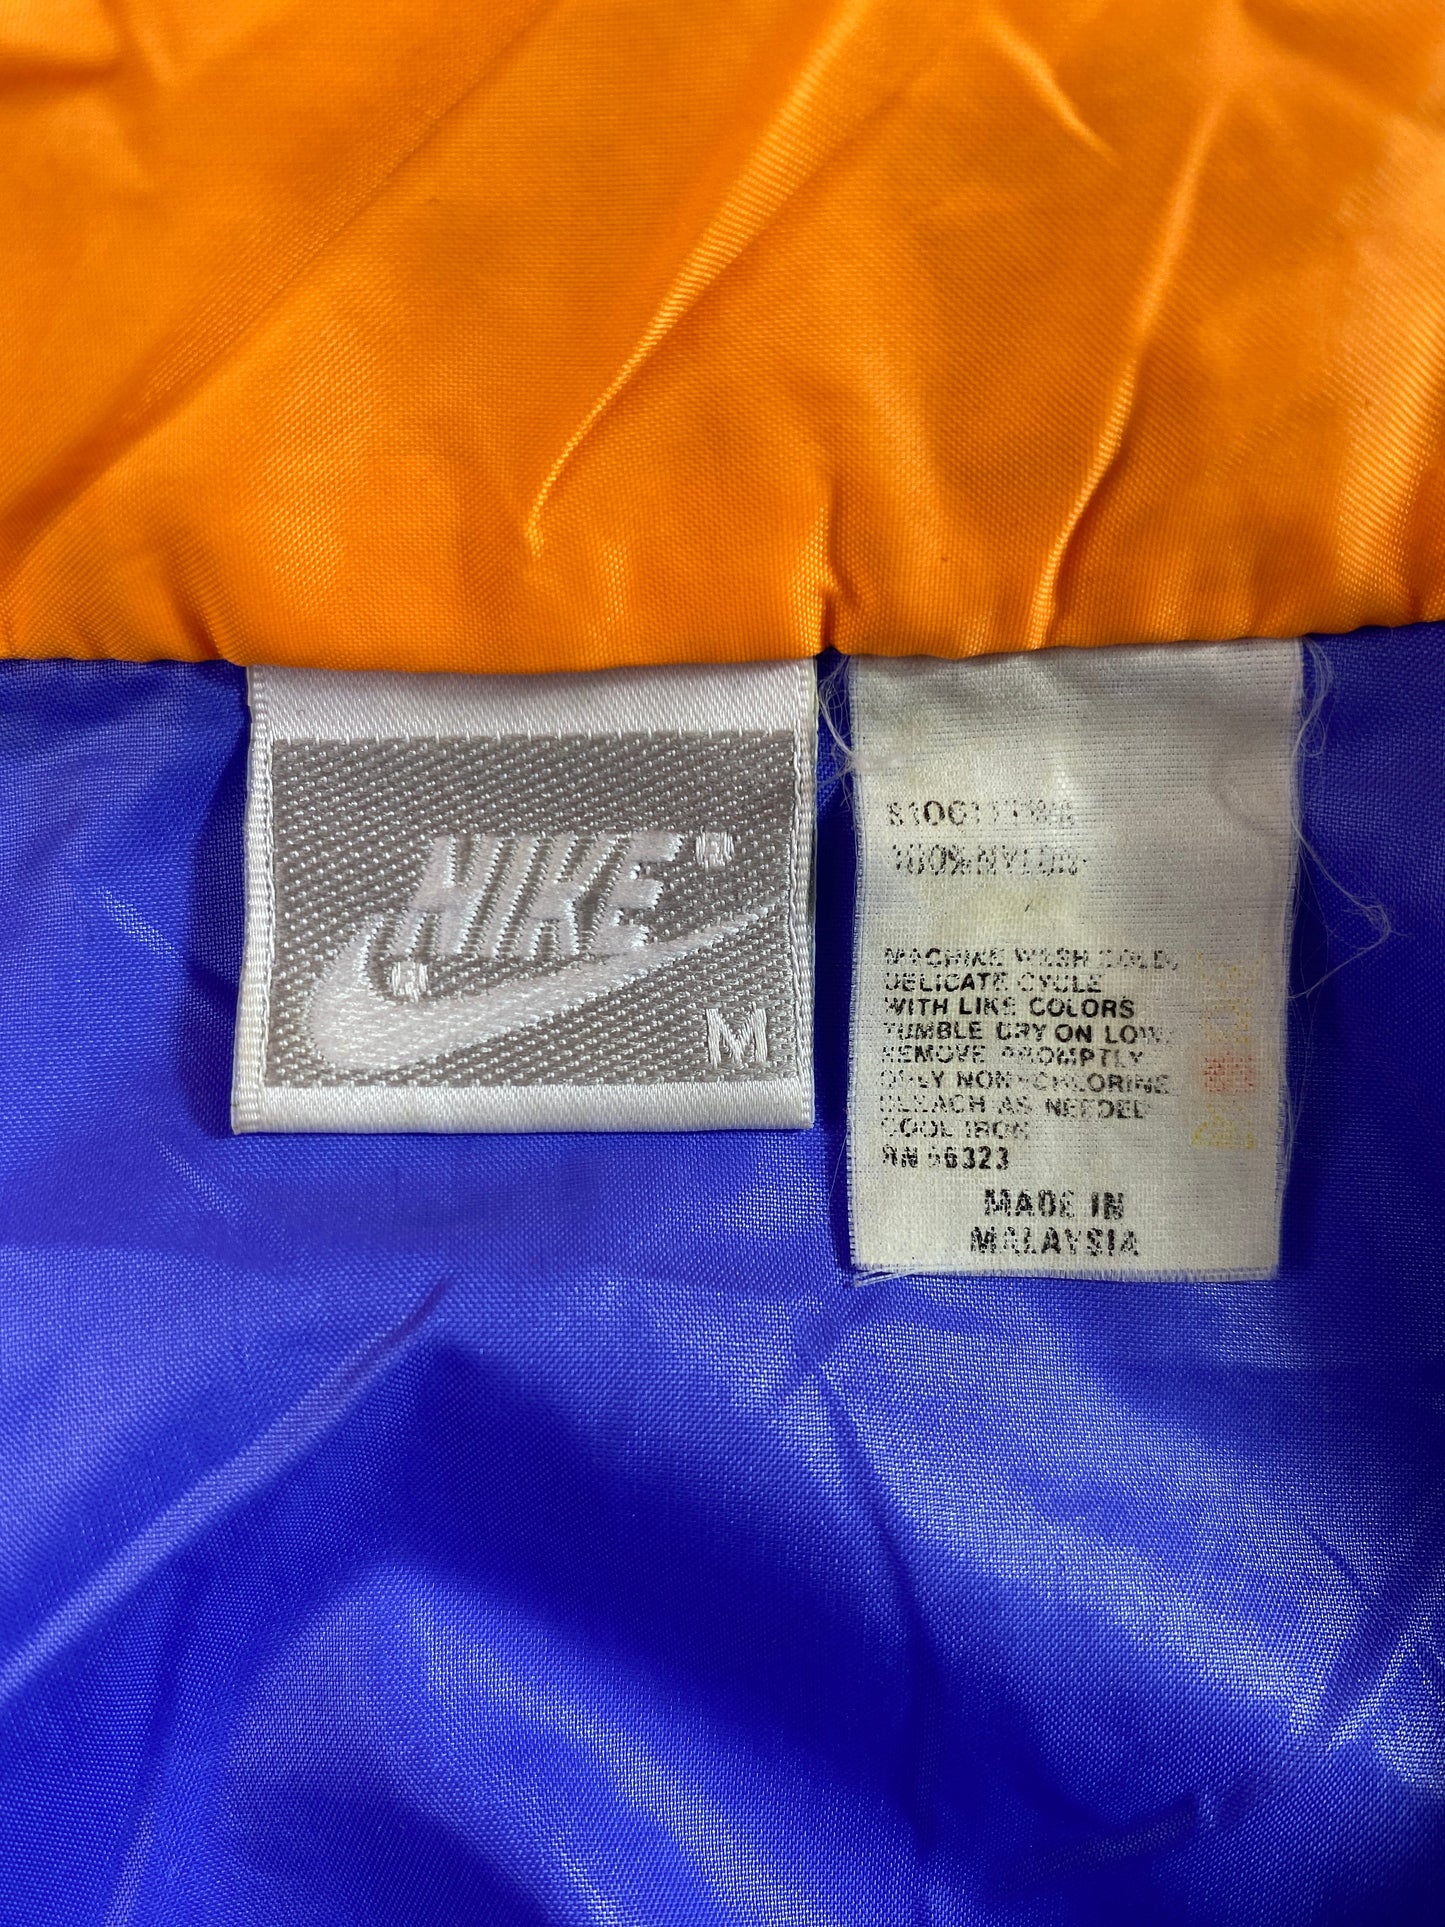 NIKE
M
100% NYLON
MACHINE WASH COLD,
DELICATE CYCLE
WITH LIKE COLORS
TUMBLE DRY ON LOW,
REMOVE PROMPTLY
ONLY NON-CHLORINE
BLEACH AS NEEDED
COOL IRON
RN 56323
MADE IN
MALAYSIA